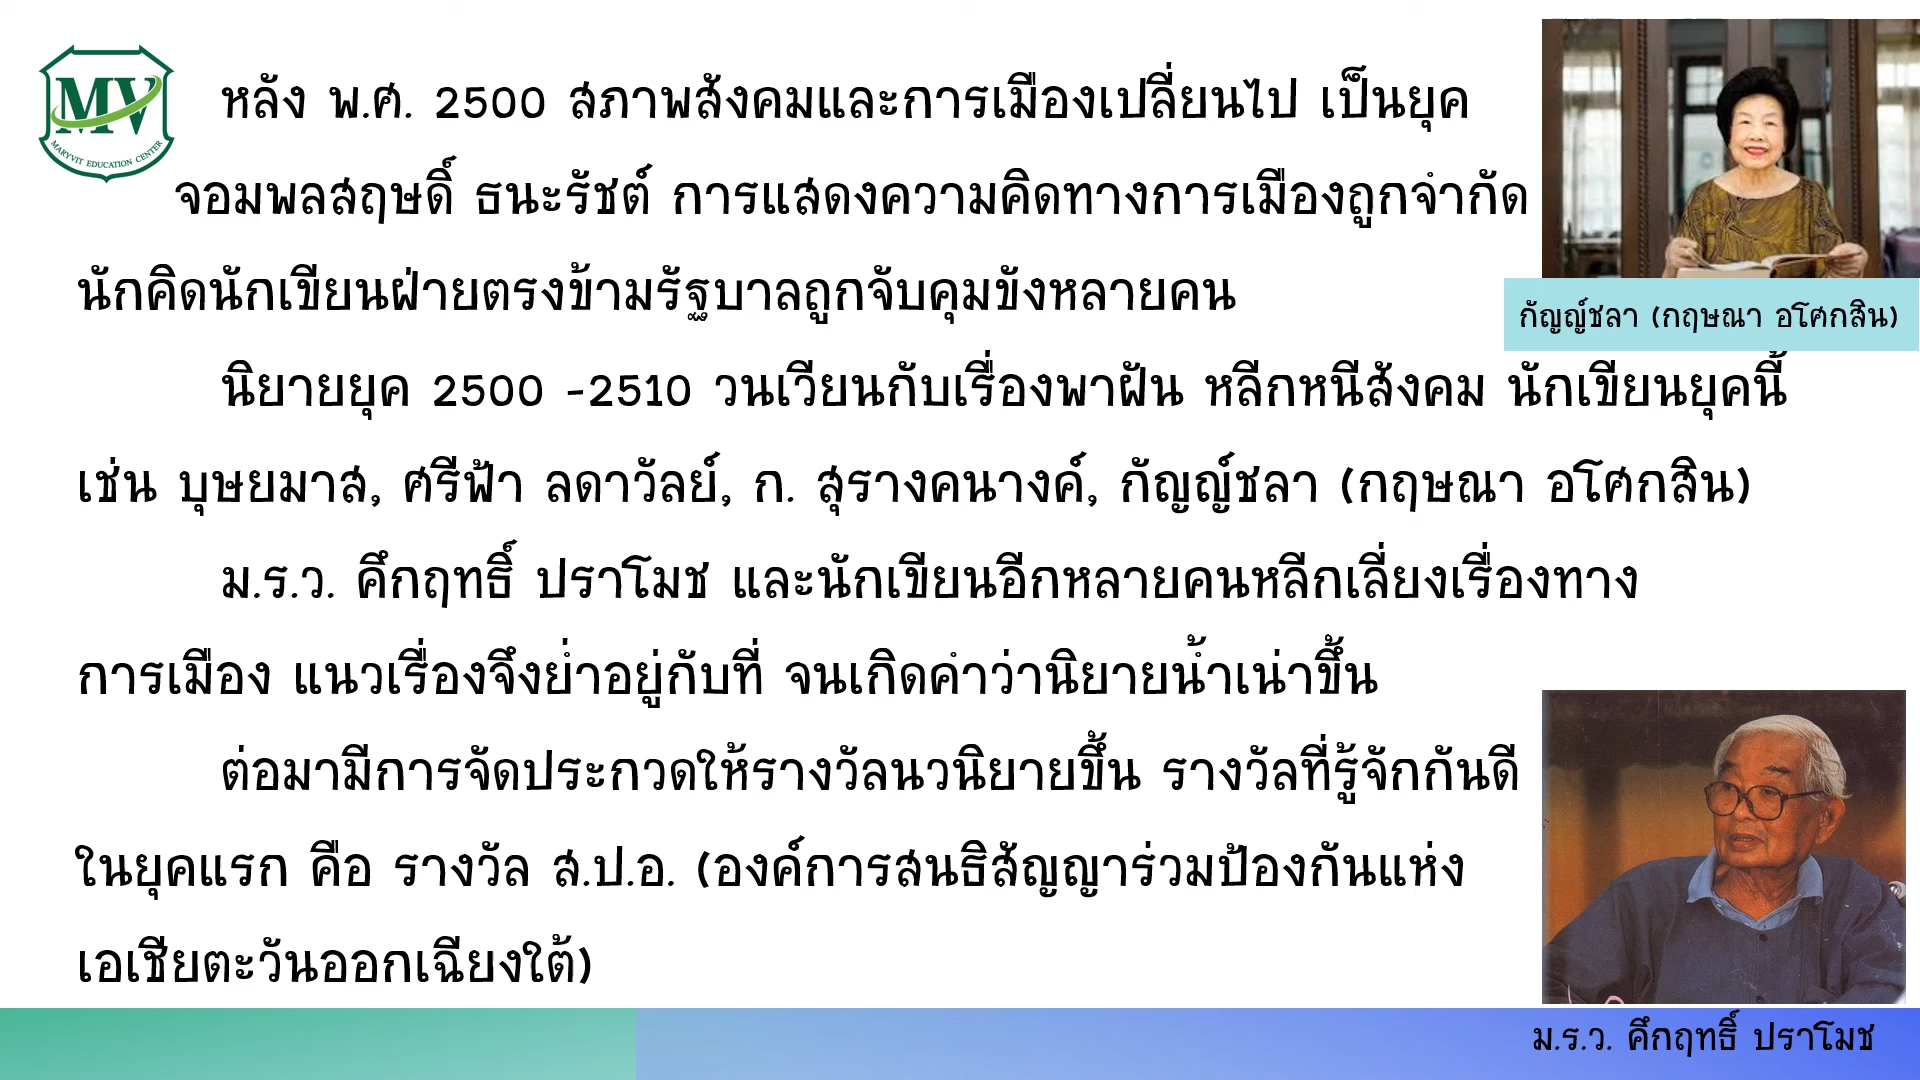 MV
MARYVIT EDUCATION CENTER
หลัง พ.ศ. 2500 สภาพสังคมและการเมืองเปลี่ยนไป เป็นยุค
จอมพลสฤษดิ์ ธนะรัชต์ การแสดงความคิดทางการเมืองถูกจำกัด
นักคิดนักเขียนฝ่ายตรงข้ามรัฐบาลถูกจับคุมขังหลายคน
กัญญ์ชลา (กฤษณา อโศกสิน)
นิยายยุค 2500 -2510 วนเวียนกับเรื่องพาฝัน หลีกหนีสังคม นักเขียนยุคนี้
เช่น บุษยมาส, ศรีฟ้า ลดาวัลย์, ก. สุรางคนางค์, กัญญ์ชลา (กฤษณา อโศกสิน)
ม.ร.ว. คึกฤทธิ์ ปราโมช และนักเขียนอีกหลายคนหลีกเลี่ยงเรื่องทาง
การเมือง แนวเรื่องจึงย่ำอยู่กับที่ จนเกิดคำว่านิยายน้ำเน่าขึ้น
ต่อมามีการจัดประกวดให้รางวัลนวนิยายขึ้น รางวัลที่รู้จักกันดี
ในยุคแรก คือ รางวัล ส.ป.อ. (องค์การสนธิสัญญาร่วมป้องกันแห่ง
เอเชียตะวันออกเฉียงใต้)
ม.ร.ว. คึกฤทธิ์ ปราโมช